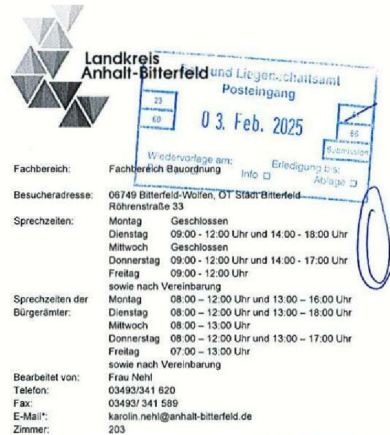 Landkreis
Anhalt-Bitterfeld
und Liegenschaftsamt
Posteingang
25
60
03. Feb. 2025
66
Submission
Wiedervorlage am:
Info
Erledigung bis:
Ablage
Fachbereich: Fachbereich Bauordnung
Besucheradresse: 06749 Bitterfeld-Wolfen, OT Stadt Bitterfeld
Röhrenstraße 33
Sprechzeiten: Montag Geschlossen
Dienstag 09:00 - 12:00 Uhr und 14:00 - 18:00 Uhr
Mittwoch Geschlossen
Donnerstag 09:00 - 12:00 Uhr und 14:00 - 17:00 Uhr
Freitag 09:00 - 12:00 Uhr
sowie nach Vereinbarung
Sprechzeiten der Montag 08:00 – 12:00 Uhr und 13:00 – 16:00 Uhr
Bürgerämter: Dienstag 08:00 – 12:00 Uhr und 13:00 – 18:00 Uhr
Mittwoch 08:00 – 13:00 Uhr
Donnerstag 08:00 – 12:00 Uhr und 13:00 – 17:00 Uhr
Freitag 07:00 – 13:00 Uhr
sowie nach Vereinbarung
Bearbeitet von: Frau Nehl
Telefon: 03493/341 620
Fax: 03493/ 341 589
E-Mail*: karolin.nehl@anhalt-bitterfeld.de
Zimmer: 203